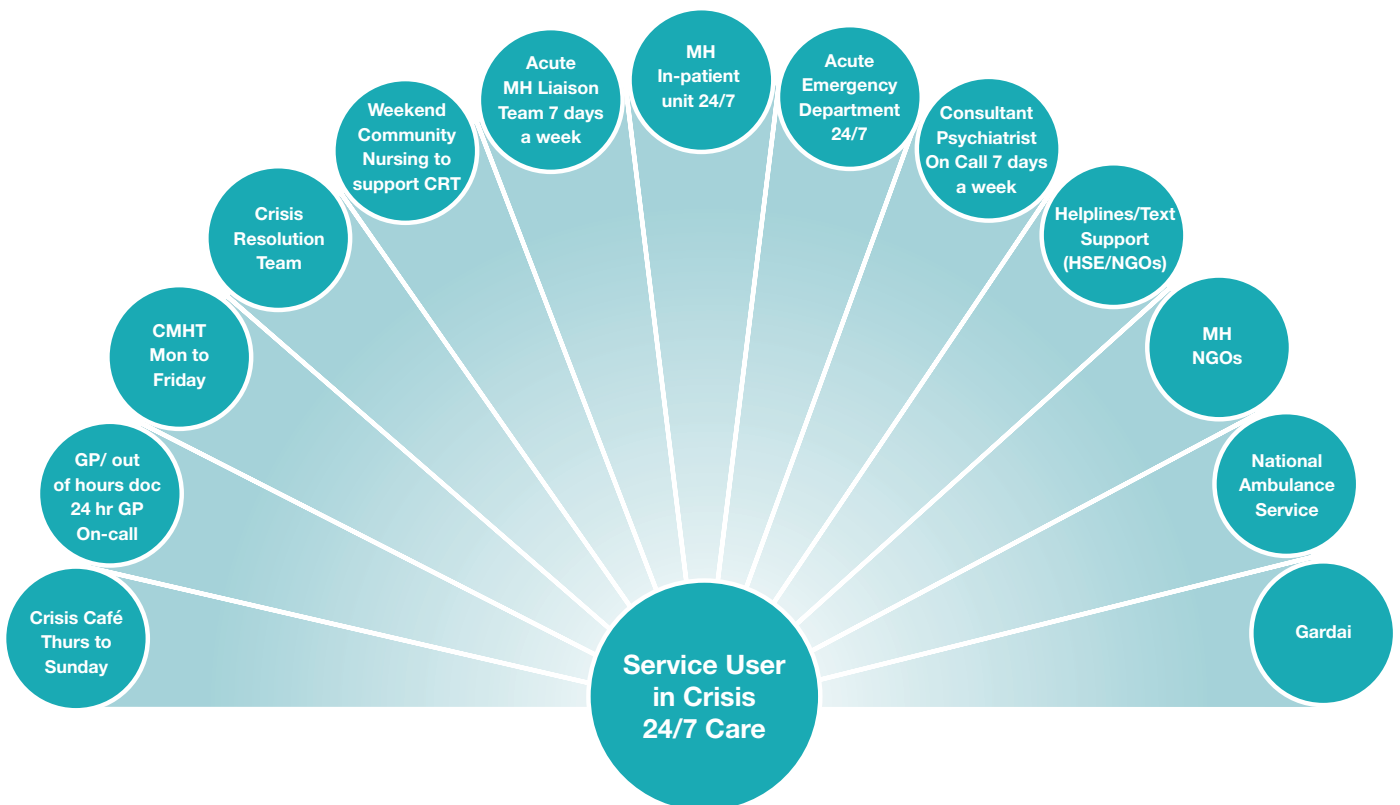 Crisis Café
Thurs to
Sunday
GP/ out
of hours doc
24 hr GP
On-call
CMHT
Mon to
Friday
Crisis
Resolution
Team
Weekend
Community
Nursing to
support CRT
Acute
MH Liaison
Team 7 days
a week
MH
In-patient
unit 24/7
Acute
Emergency
Department
24/7
Consultant
Psychiatrist
On Call 7 days
a week
Helplines/Text
Support
(HSE/NGOs)
MH
NGOs
National
Ambulance
Service
Gardai
Service User
in Crisis
24/7 Care